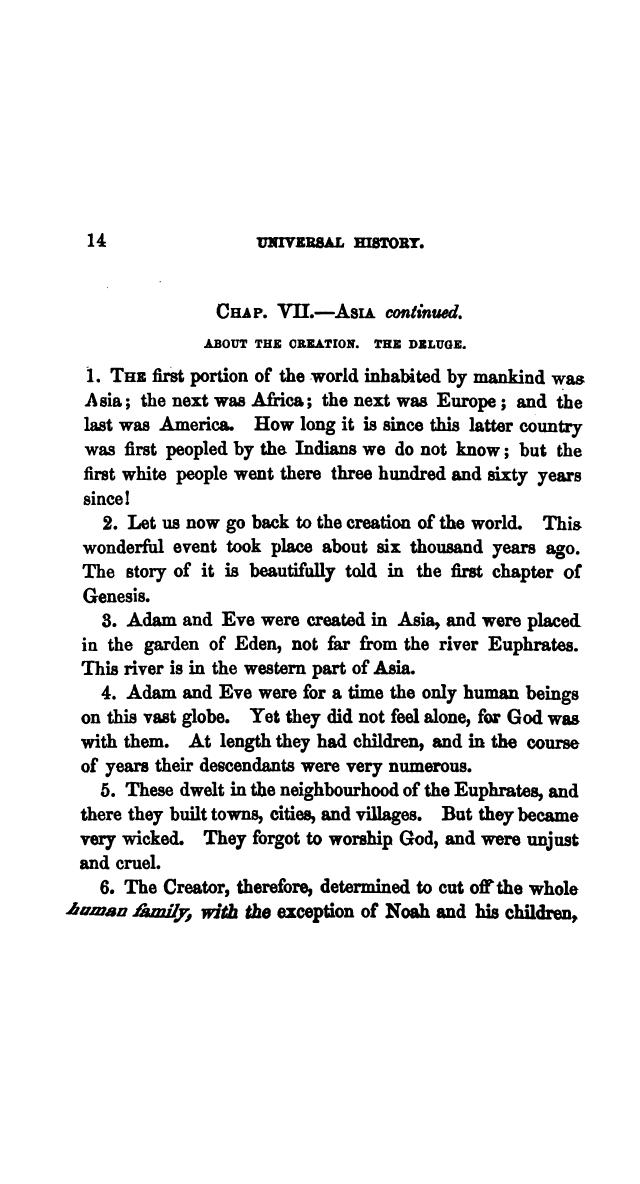 14 UNIVERSAL HISTORY.
CHAP. VII.—ASIA continued.
ABOUT THE CREATION. THE DELUGE.
1. THE first portion of the world inhabited by mankind was
Asia; the next was Africa; the next was Europe; and the
last was America. How long it is since this latter country
was first peopled by the Indians we do not know; but the
first white people went there three hundred and sixty years
since!
2. Let us now go back to the creation of the world. This
wonderful event took place about six thousand years ago.
The story of it is beautifully told in the first chapter of
Genesis.
3. Adam and Eve were created in Asia, and were placed
in the garden of Eden, not far from the river Euphrates.
This river is in the western part of Asia.
4. Adam and Eve were for a time the only human beings
on this vast globe. Yet they did not feel alone, for God was
with them. At length they had children, and in the course
of years their descendants were very numerous.
5. These dwelt in the neighbourhood of the Euphrates, and
there they built towns, cities, and villages. But they became
very wicked. They forgot to worship God, and were unjust
and cruel.
6. The Creator, therefore, determined to cut off the whole
human family, with the exception of Noah and his children,